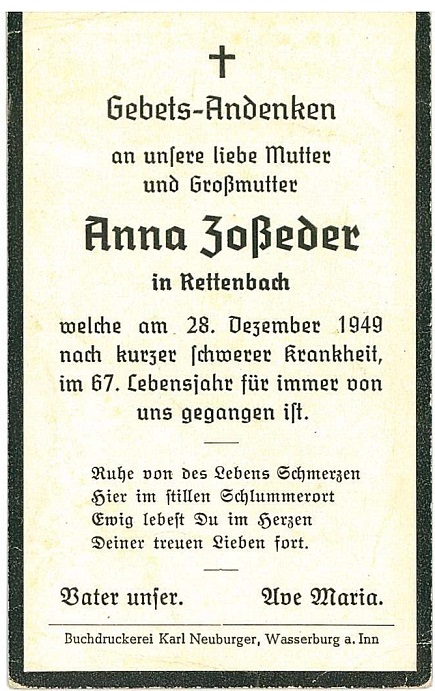 Gebets-Andenken
an unsere liebe Mutter
und Großmutter
Anna Zoßeder
in Rettenbach
welche am 28. Dezember 1949
nach kurzer schwerer Krankheit,
im 67. Lebensjahr für immer von
uns gegangen ist.
Ruhe von des Lebens Schmerzen
Hier im stillen Schlummerort
Ewig lebest Du im Herzen
Deiner treuen Lieben fort.
Vater unser. Ave Maria.
Buchdruckerei Karl Neuburger, Wasserburg a. Inn